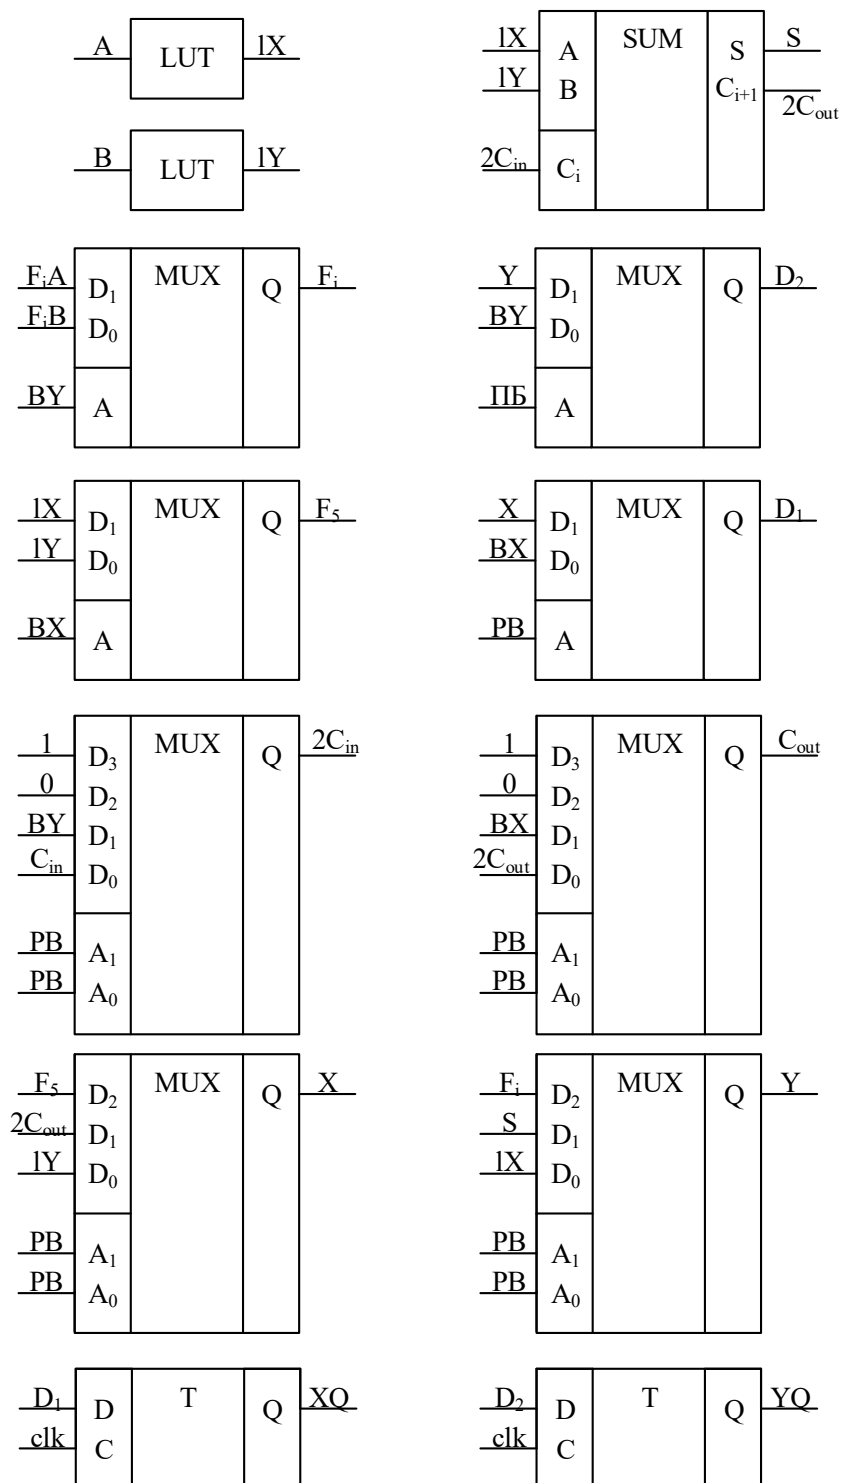 A LUT lX
B LUT lY
lX A SUM S S
lY B C_{i+1} 2C_{out}
2C_{in} C_i
F_iA D_1 MUX Q F_i
F_iB D_0
BY A
Y D_1 MUX Q D_2
BY D_0
ПБ A
lX D_1 MUX Q F_5
lY D_0
BX A
X D_1 MUX Q D_1
BX D_0
PB A
1 D_3 MUX Q 2C_{in}
0 D_2
BY D_1
C_{in} D_0
PB A_1
PB A_0
1 D_3 MUX Q C_{out}
0 D_2
BX D_1
2C_{out} D_0
PB A_1
PB A_0
F_5 D_2 MUX Q X
2C_{out} D_1
lY D_0
PB A_1
PB A_0
F_i D_2 MUX Q Y
S D_1
lX D_0
PB A_1
PB A_0
D_1 D T Q XQ
clk C
D_2 D T Q YQ
clk C